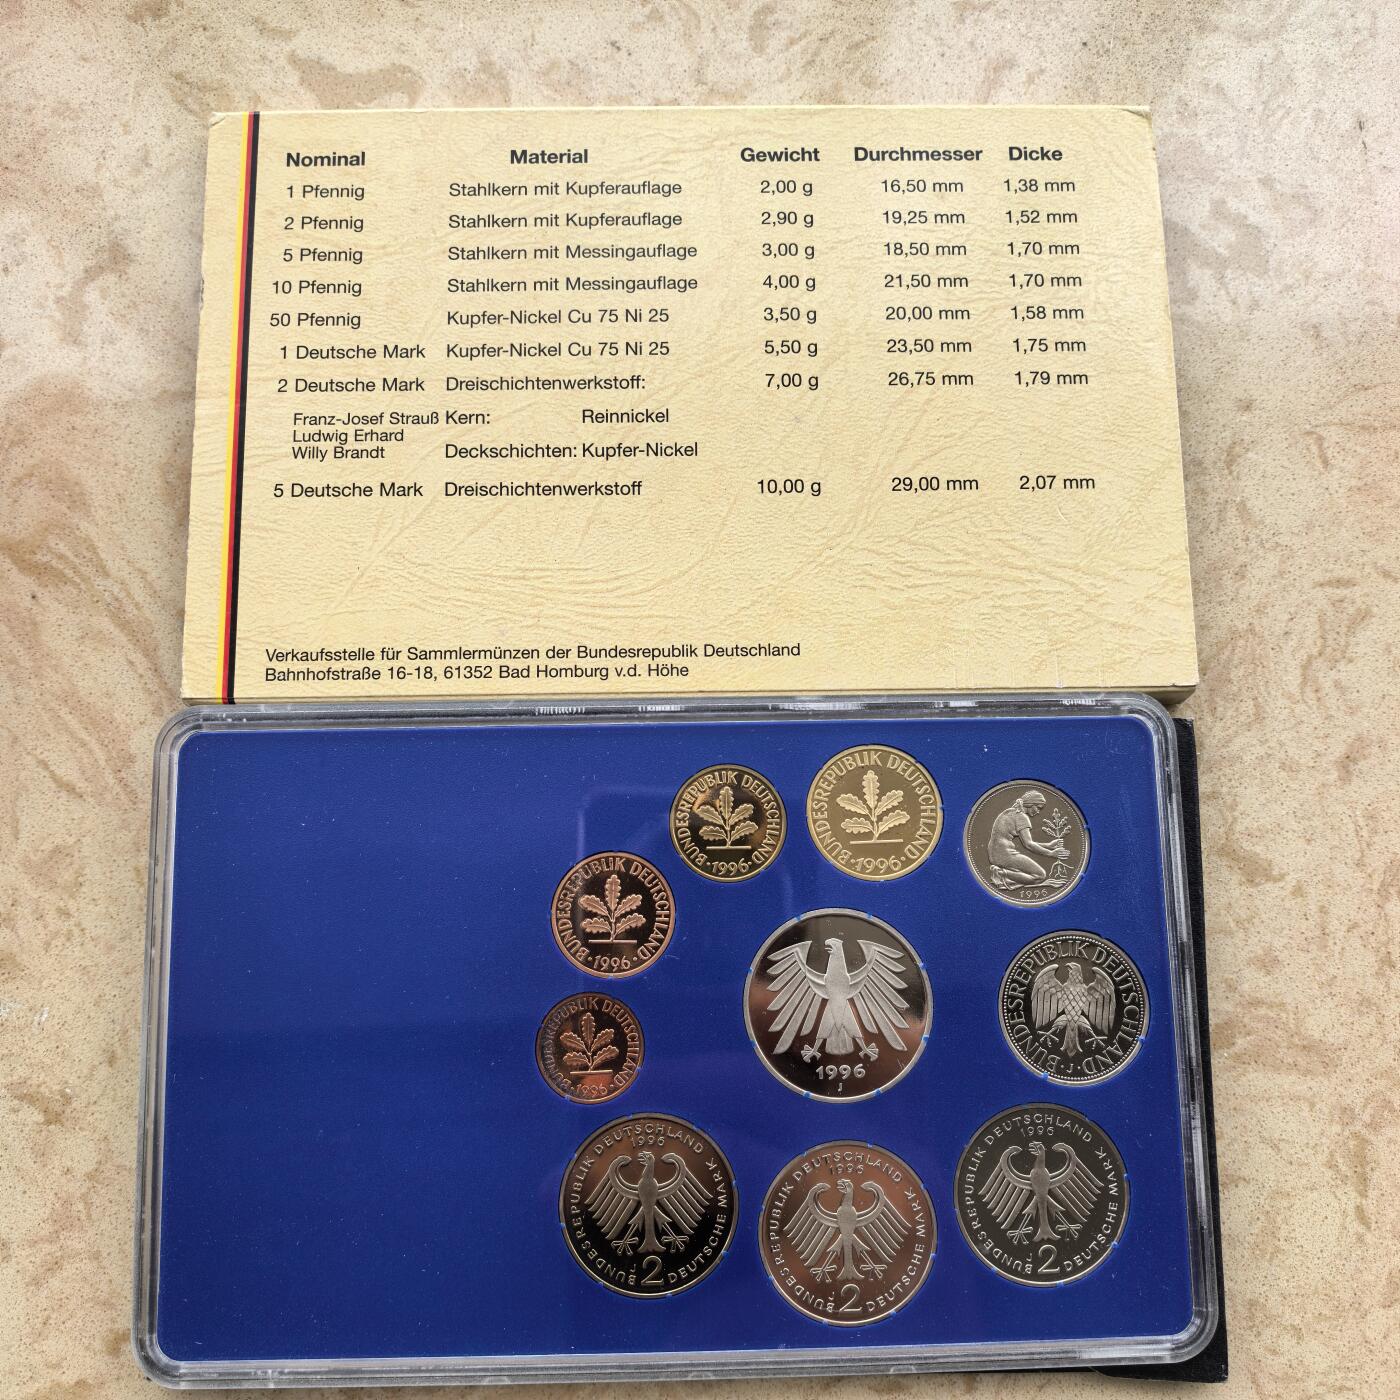 Nominal Material Gewicht Durchmesser Dicke
1 Pfennig Stahlkern mit Kupferauflage 2,00 g 16,50 mm 1,38 mm
2 Pfennig Stahlkern mit Kupferauflage 2,90 g 19,25 mm 1,52 mm
5 Pfennig Stahlkern mit Messingauflage 3,00 g 18,50 mm 1,70 mm
10 Pfennig Stahlkern mit Messingauflage 4,00 g 21,50 mm 1,70 mm
50 Pfennig Kupfer-Nickel Cu 75 Ni 25 3,50 g 20,00 mm 1,58 mm
1 Deutsche Mark Kupfer-Nickel Cu 75 Ni 25 5,50 g 23,50 mm 1,75 mm
2 Deutsche Mark Dreischichtenwerkstoff: 7,00 g 26,75 mm 1,79 mm
Franz-Josef Strauß Kern: Reinnickel
Ludwig Erhard
Willy Brandt Deckschichten: Kupfer-Nickel
5 Deutsche Mark Dreischichtenwerkstoff 10,00 g 29,00 mm 2,07 mm
Verkaufsstelle für Sammlermünzen der Bundesrepublik Deutschland
Bahnhofstraße 16-18, 61352 Bad Homburg v.d. Höhe
BUNDESREPUBLIK DEUTSCHLAND
·1996·
BUNDESREPUBLIK DEUTSCHLAND
·1996·
1996
BUNDESREPUBLIK DEUTSCHLAND
·1996·
1996
J
BUNDESREPUBLIK DEUTSCHLAND
·J·
BUNDESREPUBLIK DEUTSCHLAND
·1996·
BUNDESREPUBLIK DEUTSCHLAND
1996
J
2 DEUTSCHE MARK
BUNDESREPUBLIK DEUTSCHLAND
1996
J
2 DEUTSCHE MARK
BUNDESREPUBLIK DEUTSCHLAND
1996
J
2 DEUTSCHE MARK